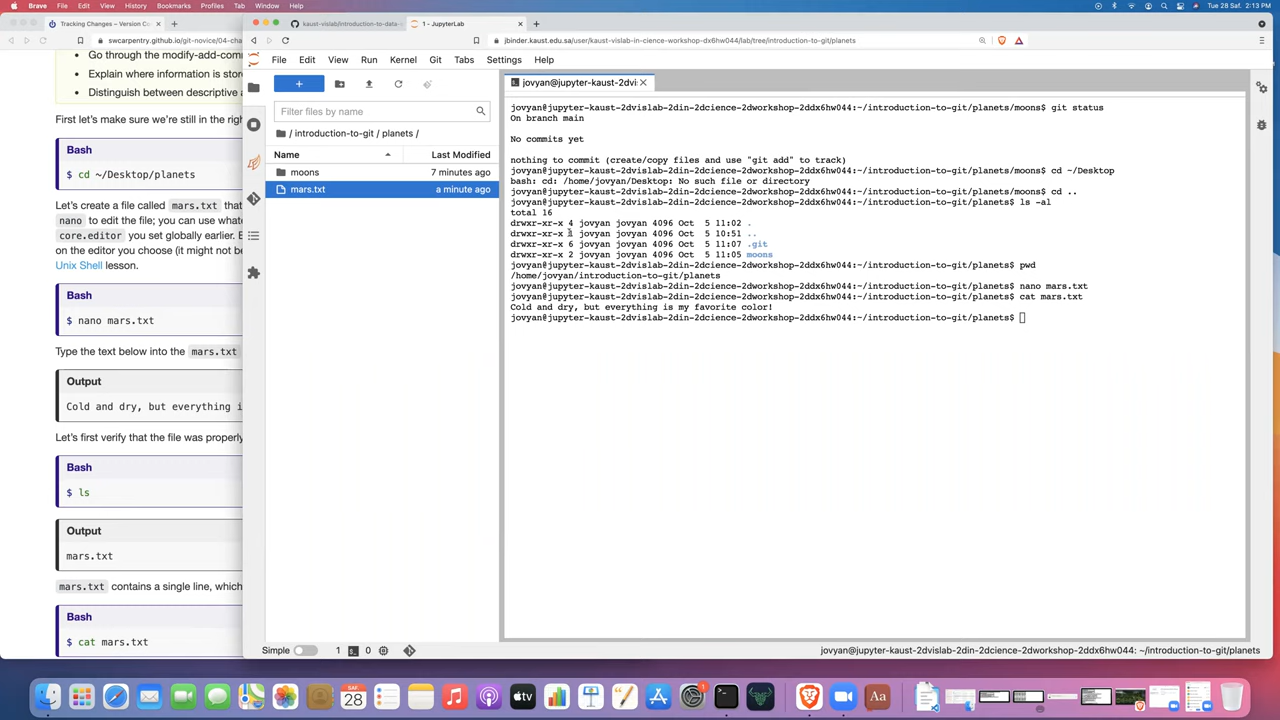 Brave File Edit View History Bookmarks Profiles Tab Window Help
Tue 28 Saf. 2:13 PM
Tracking Changes – Version Co
kaust-vislab/introduction-to-data-
1 – JupyterLab
swcarpentry.github.io/git-novice/04-cha
jbinder.kaust.edu.sa/user/kaust-vislab-in-cience-workshop-dx6hw044/lab/tree/introduction-to-git/planets
Go through the modify-add-comm
Explain where information is store
Distinguish between descriptive a
First let's make sure we're still in the righ
Bash
$ cd ~/Desktop/planets
Let's create a file called mars.txt that
nano to edit the file; you can use whate
core.editor you set globally earlier. B
on the editor you choose (it might not be
Unix Shell lesson.
Bash
$ nano mars.txt
Type the text below into the mars.txt
Output
Cold and dry, but everything i
Let's first verify that the file was properly
Bash
$ ls
Output
mars.txt
mars.txt contains a single line, which
Bash
$ cat mars.txt
File Edit View Run Kernel Git Tabs Settings Help
+
Filter files by name
/ introduction-to-git / planets /
Name Last Modified
moons 7 minutes ago
mars.txt a minute ago
jovyan@jupyter-kaust-2dvis
jovyan@jupyter-kaust-2dvislab-2din-2dcience-2dworkshop-2ddx6hw044:~/introduction-to-git/planets/moons$ git status
On branch main
No commits yet
nothing to commit (create/copy files and use "git add" to track)
jovyan@jupyter-kaust-2dvislab-2din-2dcience-2dworkshop-2ddx6hw044:~/introduction-to-git/planets/moons$ cd ~/Desktop
bash: cd: /home/jovyan/Desktop: No such file or directory
jovyan@jupyter-kaust-2dvislab-2din-2dcience-2dworkshop-2ddx6hw044:~/introduction-to-git/planets/moons$ cd ..
jovyan@jupyter-kaust-2dvislab-2din-2dcience-2dworkshop-2ddx6hw044:~/introduction-to-git/planets$ ls -al
total 16
drwxr-xr-x 4 jovyan jovyan 4096 Oct 5 11:02 .
drwxr-xr-x jovyan jovyan 4096 Oct 5 10:51 ..
drwxr-xr-x 6 jovyan jovyan 4096 Oct 5 11:07 .git
drwxr-xr-x 2 jovyan jovyan 4096 Oct 5 11:05 moons
jovyan@jupyter-kaust-2dvislab-2din-2dcience-2dworkshop-2ddx6hw044:~/introduction-to-git/planets$ pwd
/home/jovyan/introduction-to-git/planets
jovyan@jupyter-kaust-2dvislab-2din-2dcience-2dworkshop-2ddx6hw044:~/introduction-to-git/planets$ nano mars.txt
jovyan@jupyter-kaust-2dvislab-2din-2dcience-2dworkshop-2ddx6hw044:~/introduction-to-git/planets$ cat mars.txt
Cold and dry, but everything is my favorite color!
jovyan@jupyter-kaust-2dvislab-2din-2dcience-2dworkshop-2ddx6hw044:~/introduction-to-git/planets$
Simple 1 0
jovyan@jupyter-kaust-2dvislab-2din-2dcience-2dworkshop-2ddx6hw044: ~/introduction-to-git/planets
SAF.
28
tv
Aa